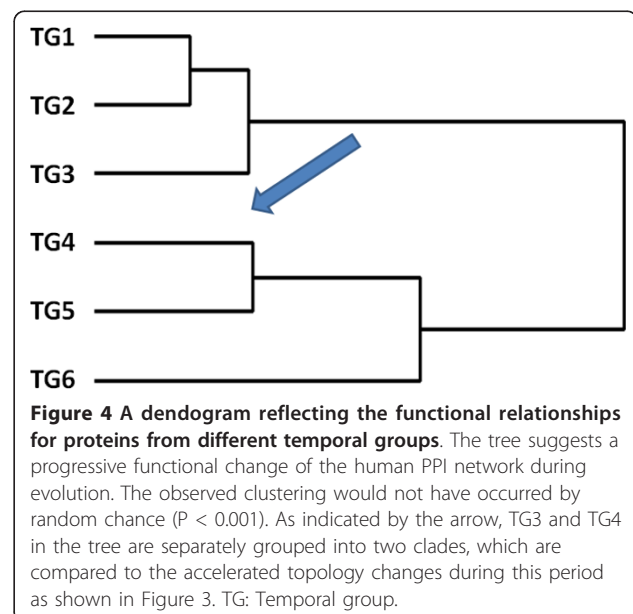 TG1
TG2
TG3
TG4
TG5
TG6
Figure 4 A dendogram reflecting the functional relationships
for proteins from different temporal groups. The tree suggests a
progressive functional change of the human PPI network during
evolution. The observed clustering would not have occurred by
random chance (P < 0.001). As indicated by the arrow, TG3 and TG4
in the tree are separately grouped into two clades, which are
compared to the accelerated topology changes during this period
as shown in Figure 3. TG: Temporal group.